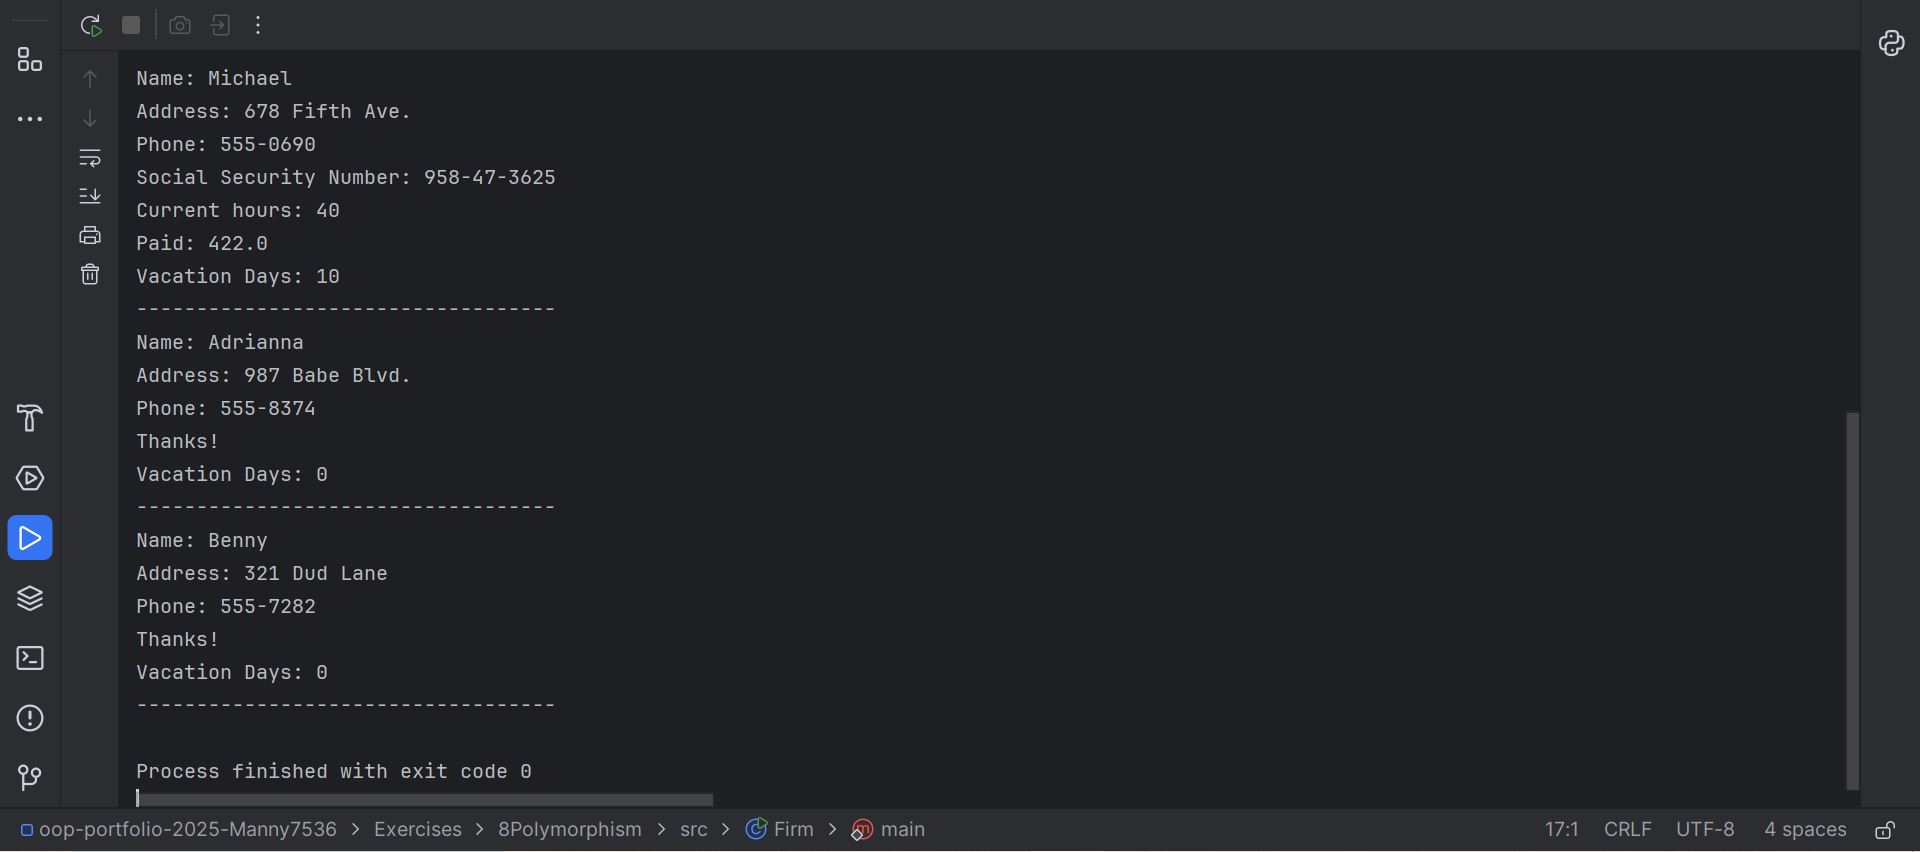 Name: Michael
Address: 678 Fifth Ave.
Phone: 555-0690
Social Security Number: 958-47-3625
Current hours: 40
Paid: 422.0
Vacation Days: 10
-----------------------------------
Name: Adrianna
Address: 987 Babe Blvd.
Phone: 555-8374
Thanks!
Vacation Days: 0
-----------------------------------
Name: Benny
Address: 321 Dud Lane
Phone: 555-7282
Thanks!
Vacation Days: 0
-----------------------------------
Process finished with exit code 0
oop-portfolio-2025-Manny7536 > Exercises > 8Polymorphism > src > Firm > main 17:1 CRLF UTF-8 4 spaces